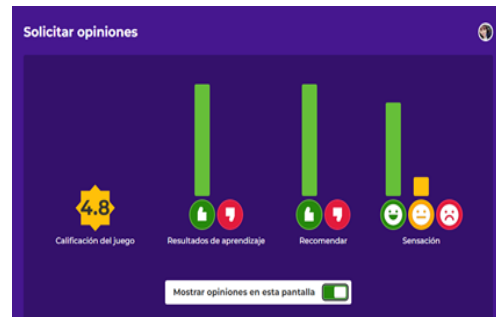 Solicitar opiniones
4.8
Calificación del juego
Resultados de aprendizaje
Recomendar
Sensación
Mostrar opiniones en esta pantalla